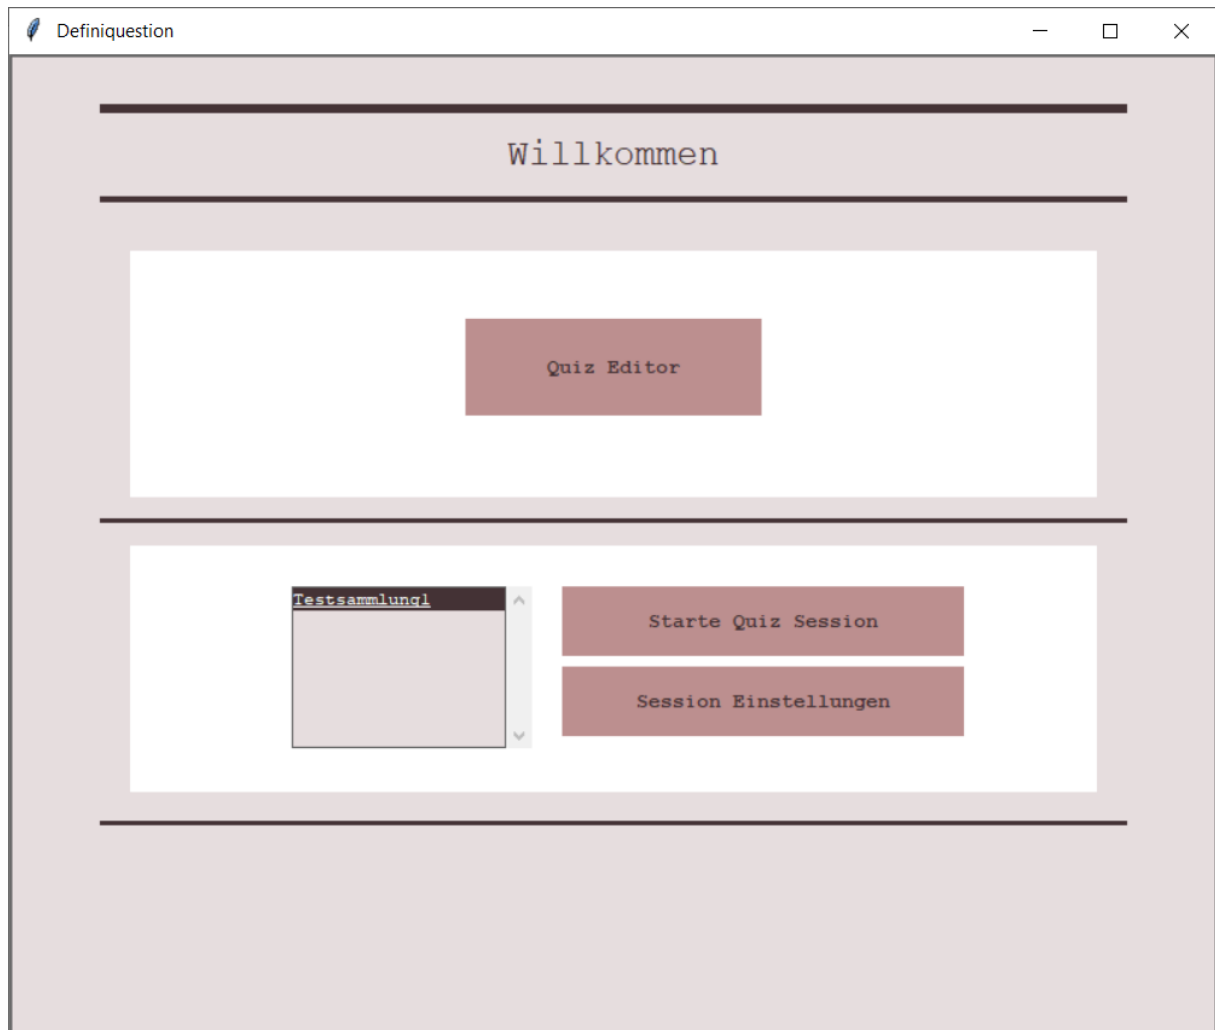 Definiquestion
Willkommen
Quiz Editor
Testsammlung1
Starte Quiz Session
Session Einstellungen